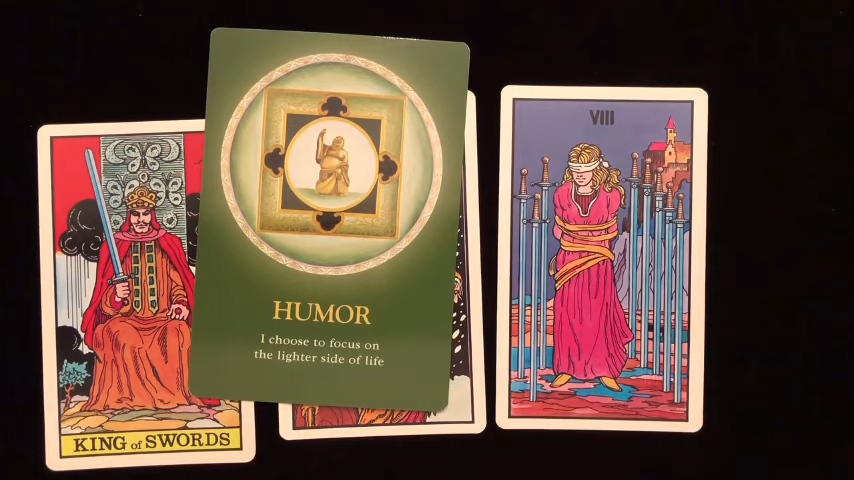 HUMOR
I choose to focus on
the lighter side of life
KING of SWORDS
VIII